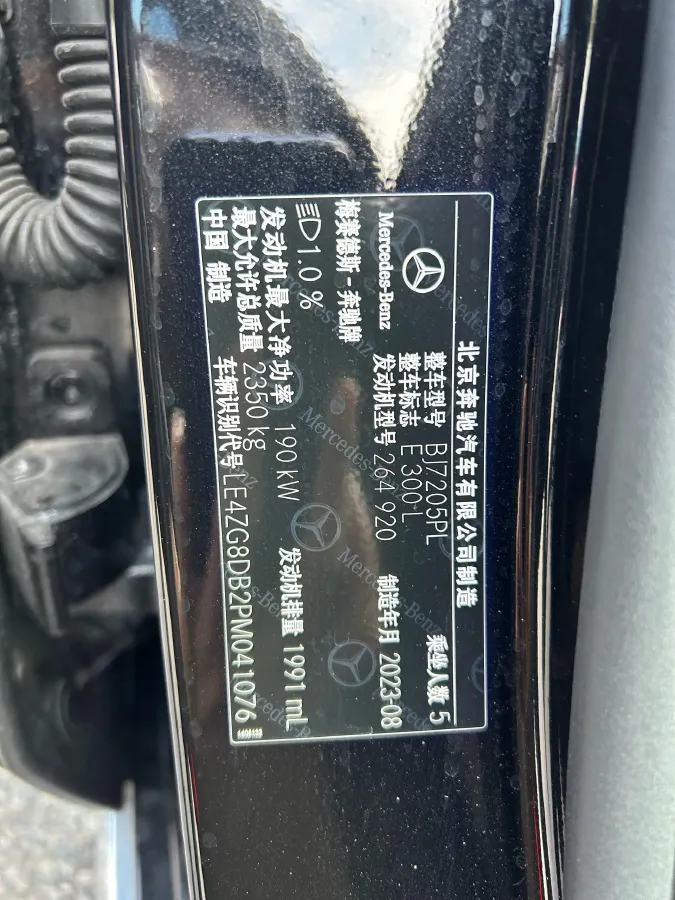 北京奔驰汽车有限公司制造
Mercedes-Benz
整车型号 BJ7205PL 乘坐人数 5
整车标志 E 300 L
梅赛德斯-奔驰牌 发动机型号 264 920 制造年月 2023-08
1.0 %
发动机最大净功率 190 kW 发动机排量 1991 mL
最大允许总质量 2350 kg
中国 制造 车辆识别代号 LE4ZG8DB2PM041076